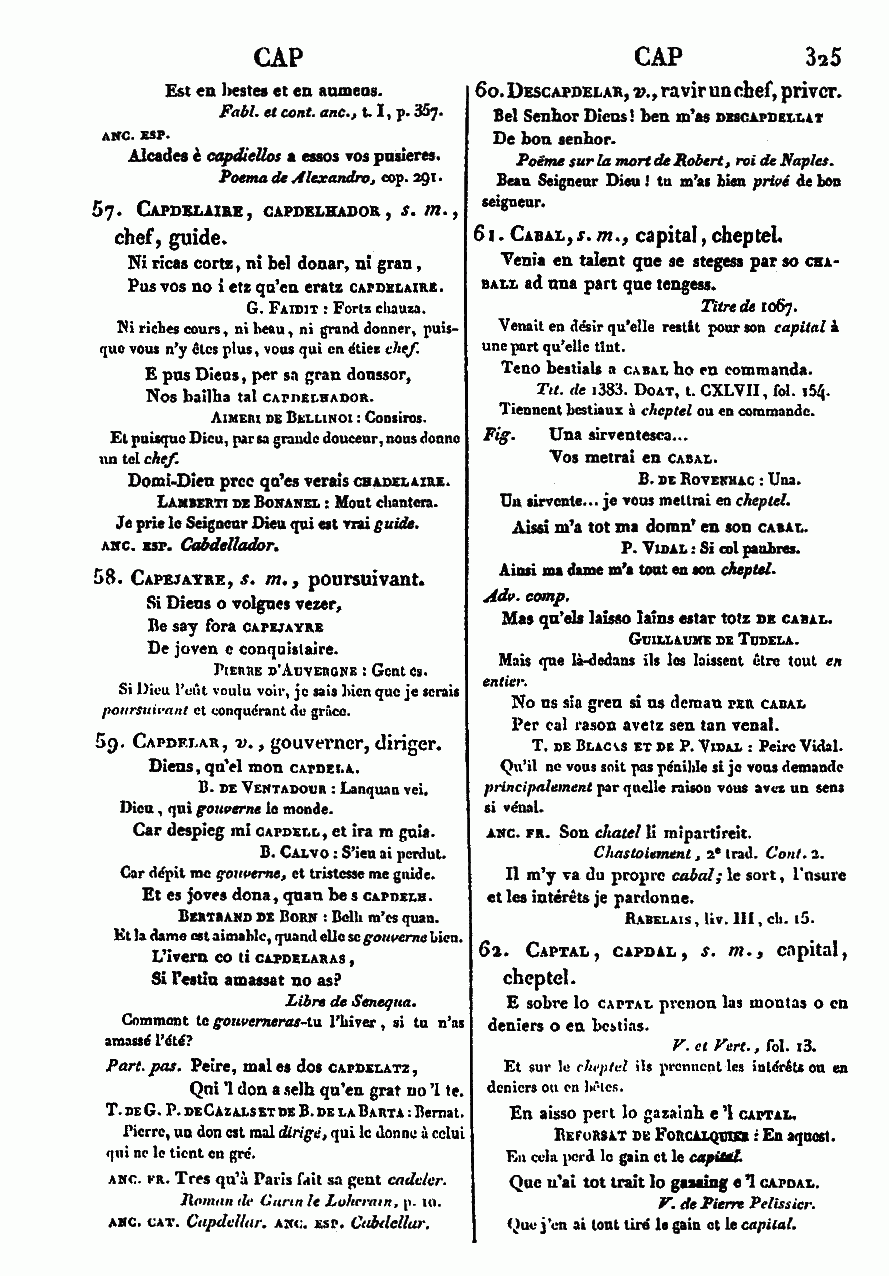 CAP
CAP 325
Est en bestes et en aumens.
Fabl. et cont. anc., t. I, p. 357.
ANC. ESP.
Alcades è capdiellos a essos vos pusieres.
Poema de Alexandro, cop. 291.
57. CAPDELAIRE, CAPDELHADOR, s. m.,
chef, guide.
Ni ricas cortz, ni bel donar, ni gran,
Pus vos no i etz qu'en eratz CAPDELAIRE.
G. FAIDIT : Fortz chauza.
Ni riches cours, ni beau, ni grand donner, puis-
que vous n'y êtes plus, vous qui en étiez chef.
E pus Dieus, per sa gran doussor,
Nos bailha tal CAPDELHADOR.
AIMERI DE BELLINOI : Consiros.
Et puisque Dieu, par sa grande douceur, nous donne
un tel chef.
Domi-Dieu prec qu'es verais CHADELAIRE.
LAMBERTI DE BONANEL : Mout chantera.
Je prie le Seigneur Dieu qui est vrai guide.
ANC. ESP. Cabdellador.
58. CAPEJAYRE, s. m., poursuivant.
Si Dieus o volgues vezer,
Be say fora CAPEJAYRE
De joven e conquistaire.
PIERRE D'AUVERGNE : Gent es.
Si Dieu l'eût voulu voir, je sais bien que je serais
poursuivant et conquérant de grâce.
59. CAPDELAR, v., gouverner, diriger.
Dieus, qu'el mon CAPDELA.
B. DE VENTADOUR : Lanquan vei.
Dieu, qui gouverne le monde.
Car despieg mi CAPDELL, et ira m guia.
B. CALVO : S'ieu ai perdut.
Car dépit me gouverne, et tristesse me guide.
Et es joves dona, quan be s CAPDELH.
BERTRAND DE BORN : Belh m'es quan.
Et la dame est aimable, quand elle se gouverne bien.
L'ivern co ti CAPDELARAS,
Si l'estiu amassat no as?
Libre de Senequa.
Comment te gouverneras-tu l'hiver, si tu n'as
amassé l'été?
Part. pas. Peire, mal es dos CAPDELATZ,
Qui 'l don a selh qu'en grat no 'l te.
T. DE G. P. DE CAZALS ET DE B. DE LA BARTA : Bernat.
Pierre, un don est mal dirigé, qui le donne à celui
qui ne le tient en gré.
ANC. FR. Tres qu'à Paris fait sa gent cadeler.
Roman de Garin le Loherain, p. 10.
ANC. CAT. Capdellar. ANC. ESP. Cabdellar.
60. DESCAPDELAR, v., ravir un chef, priver.
Bel Senhor Dieus! ben m'as DESCAPDELLAT
De bon senhor.
Poëme sur la mort de Robert, roi de Naples.
Beau Seigneur Dieu! tu m'as bien privé de bon
seigneur.
61. CABAL, s. m., capital, cheptel.
Venia en talent que se stegess par so CHA-
BALL ad una part que tengess.
Titre de 1067.
Venait en désir qu'elle restât pour son capital à
une part qu'elle tînt.
Teno bestials a CABAL ho en commanda.
Tit. de 1383. DOAT, t. CXLVII, fol. 154.
Tiennent bestiaux à cheptel ou en commande.
Fig. Una sirventesca...
Vos metrai en CABAL.
B. DE ROVENHAC : Una.
Un sirvente... je vous mettrai en cheptel.
Aissi m'a tot ma domn' en son CABAL.
P. VIDAL : Si col paubres.
Ainsi ma dame m'a tout en son cheptel.
Adv. comp.
Mas qu'els laisso lains estar totz DE CABAL.
GUILLAUME DE TUDELA.
Mais que là-dedans ils les laissent être tout en
entier.
No us sia greu si us deman PER CABAL
Per cal rason avetz sen tan venal.
T. DE BLACAS ET DE P. VIDAL : Peire Vidal.
Qu'il ne vous soit pas pénible si je vous demande
principalement par quelle raison vous avez un sens
si vénal.
ANC. FR. Son chatel li mipartireit.
Chastoiement, 2e trad. Cont. 2.
Il m'y va du propre cabal; le sort, l'usure
et les intérêts je pardonne.
RABELAIS, liv. III, ch. 15.
62. CAPTAL, CAPDAL, s. m., capital,
cheptel.
E sobre lo CAPTAL prenon las montas o en
deniers o en bestias.
V. et Vert., fol. 13.
Et sur le cheptel ils prennent les intérêts ou en
deniers ou en bêtes.
En aisso pert lo gazainh e 'l CAPTAL.
REFORSAT DE FORCALQUIER : En aquest.
En cela perd le gain et le capital.
Que n'ai tot trait lo gasaing e 'l CAPDAL.
V. de Pierre Pelissier.
Que j'en ai tout tiré le gain et le capital.